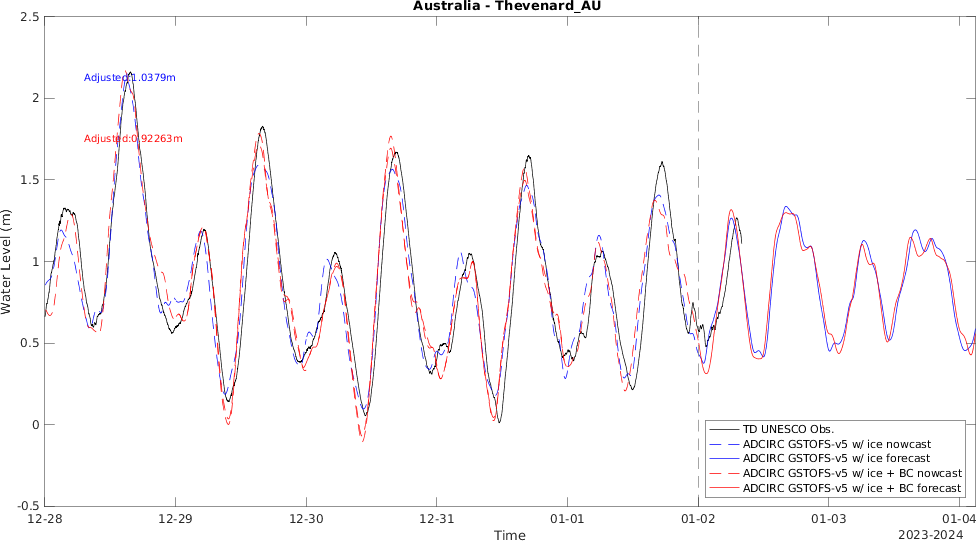 Australia - Thevenard_AU
2.5
2
1.5
1
0.5
0
-0.5
Water Level (m)
Adjusted:1.0379m
Adjusted:0.92263m
TD UNESCO Obs.
ADCIRC GSTOFS-v5 w/ ice nowcast
ADCIRC GSTOFS-v5 w/ ice forecast
ADCIRC GSTOFS-v5 w/ ice + BC nowcast
ADCIRC GSTOFS-v5 w/ ice + BC forecast
12-28 12-29 12-30 12-31 01-01 01-02 01-03 01-04
Time
2023-2024